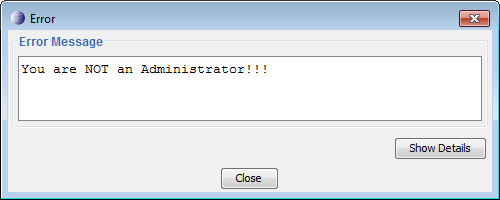 Error
Error Message
You are NOT an Administrator!!!
Show Details
Close